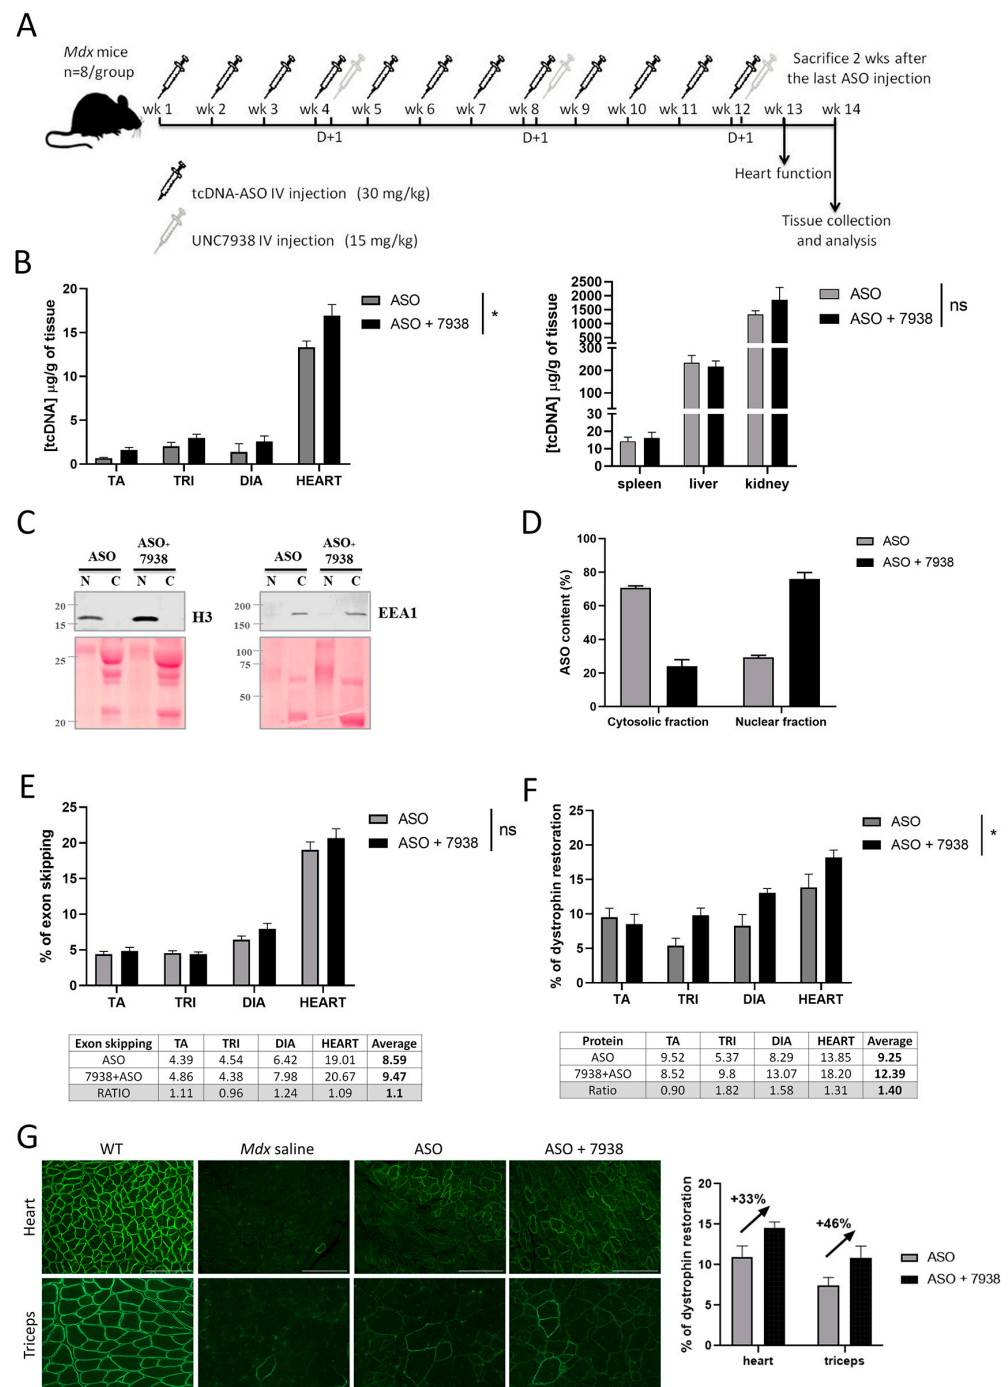 A
Mdx mice
n=8/group
Sacrifice 2 wks after
the last ASO injection
wk 1 wk 2 wk 3 wk 4 wk 5 wk 6 wk 7 wk 8 wk 9 wk 10 wk 11 wk 12 wk 13 wk 14
D+1 D+1 D+1
Heart function
tcDNA-ASO IV injection (30 mg/kg)
Tissue collection
and analysis
UNC7938 IV injection (15 mg/kg)
B
[tcDNA] µg/g of tissue
20
15
10
5
0
TA TRI DIA HEART
ASO
ASO + 7938
*
[tcDNA] µg/g of tissue
2500
2000
1500
1000
500
300
200
100
30
20
10
0
spleen liver kidney
ASO
ASO + 7938
ns
C
ASO ASO+
7938
N C N C
20
15
H3
25
20
ASO ASO+
7938
N C N C
200
150
EEA1
100
75
50
D
ASO content (%)
100
80
60
40
20
0
Cytosolic fraction Nuclear fraction
ASO
ASO + 7938
E
% of exon skipping
25
20
15
10
5
0
TA TRI DIA HEART
ASO
ASO + 7938
ns
Exon skipping TA TRI DIA HEART Average
ASO 4.39 4.54 6.42 19.01 8.59
7938+ASO 4.86 4.38 7.98 20.67 9.47
RATIO 1.11 0.96 1.24 1.09 1.1
F
% of dystrophin restoration
25
20
15
10
5
0
TA TRI DIA HEART
ASO
ASO + 7938
*
Protein TA TRI DIA HEART Average
ASO 9.52 5.37 8.29 13.85 9.25
7938+ASO 8.52 9.8 13.07 18.20 12.39
Ratio 0.90 1.82 1.58 1.31 1.40
G
WT Mdx saline ASO ASO + 7938
Heart
Triceps
% of dystrophin restoration
20
15
10
5
0
+33%
+46%
heart triceps
ASO
ASO + 7938